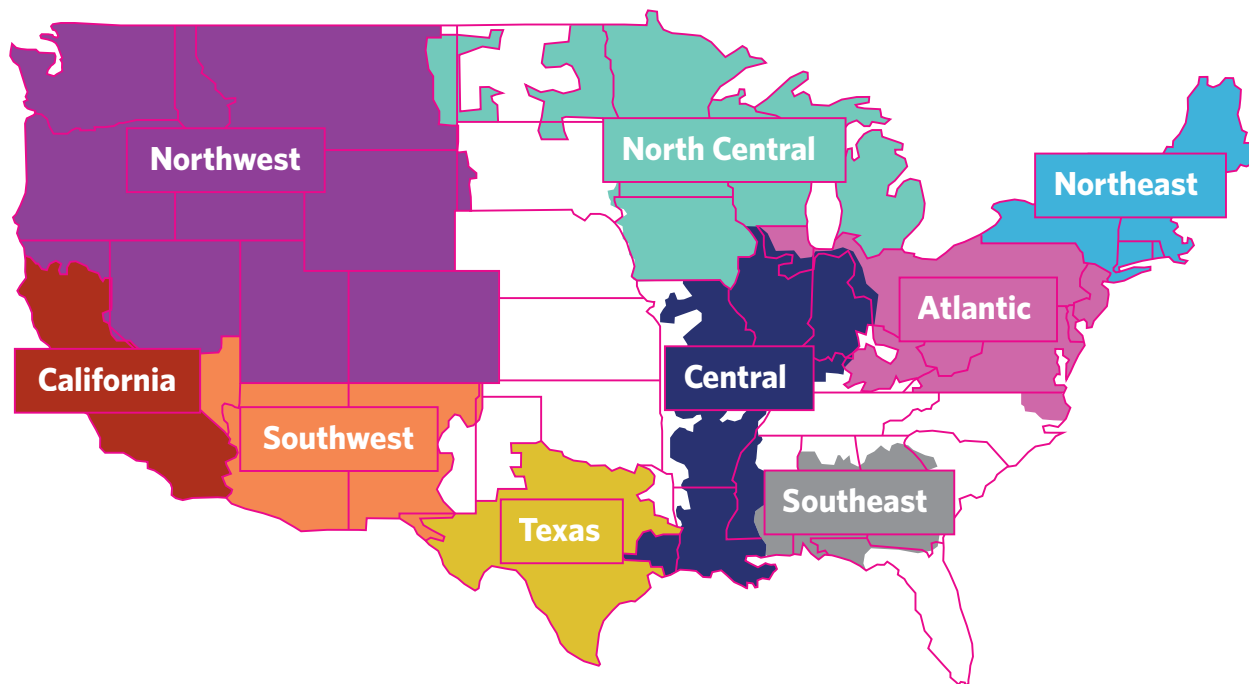 Northwest
North Central
Northeast
Atlantic
California
Central
Southwest
Southeast
Texas